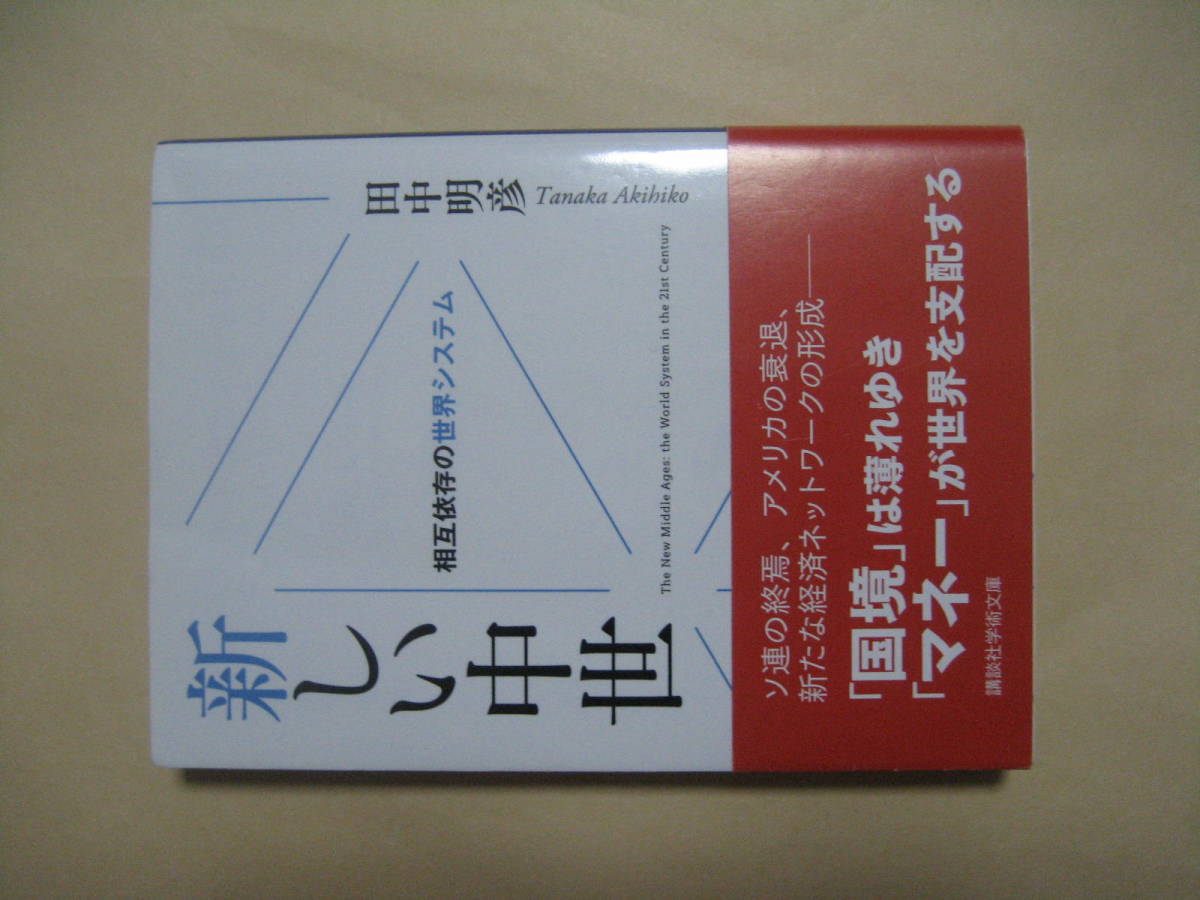 新しい中世
相互依存の世界システム
田中明彦
Tanaka Akihiko
The New Middle Ages: the World System in the 21st Century
ソ連の終焉、アメリカの衰退、
新たな経済ネットワークの形成——
「国境」は薄れゆき
「マネー」が世界を支配する
講談社学術文庫